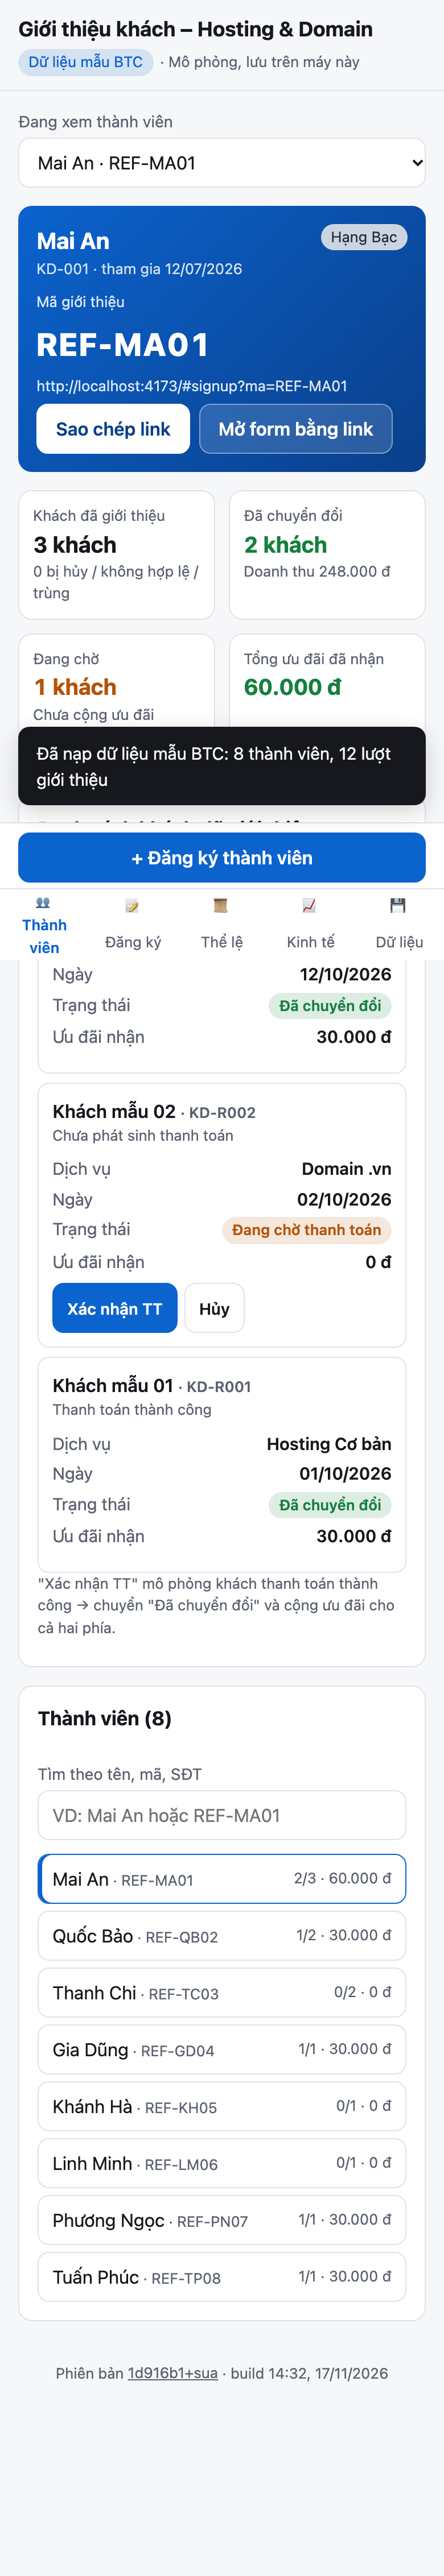 Giới thiệu khách – Hosting & Domain
Dữ liệu mẫu BTC · Mô phỏng, lưu trên máy này
Đang xem thành viên
Mai An · REF-MA01
Mai An
Hạng Bạc
KD-001 · tham gia 12/07/2026
Mã giới thiệu
REF-MA01
http://localhost:4173/#signup?ma=REF-MA01
Sao chép link
Mở form bằng link
Khách đã giới thiệu
3 khách
0 bị hủy / không hợp lệ /
trùng
Đã chuyển đổi
2 khách
Doanh thu 248.000 đ
Đang chờ
1 khách
Chưa cộng ưu đãi
Tổng ưu đãi đã nhận
60.000 đ
Đã nạp dữ liệu mẫu BTC: 8 thành viên, 12 lượt
giới thiệu
+ Đăng ký thành viên
Thành
viên
Đăng ký
Thể lệ
Kinh tế
Dữ liệu
Ngày 12/10/2026
Trạng thái Đã chuyển đổi
Ưu đãi nhận 30.000 đ
Khách mẫu 02 · KD-R002
Chưa phát sinh thanh toán
Dịch vụ Domain .vn
Ngày 02/10/2026
Trạng thái Đang chờ thanh toán
Ưu đãi nhận 0 đ
Xác nhận TT
Hủy
Khách mẫu 01 · KD-R001
Thanh toán thành công
Dịch vụ Hosting Cơ bản
Ngày 01/10/2026
Trạng thái Đã chuyển đổi
Ưu đãi nhận 30.000 đ
"Xác nhận TT" mô phỏng khách thanh toán thành
công → chuyển "Đã chuyển đổi" và cộng ưu đãi cho
cả hai phía.
Thành viên (8)
Tìm theo tên, mã, SĐT
VD: Mai An hoặc REF-MA01
Mai An · REF-MA01 2/3 · 60.000 đ
Quốc Bảo · REF-QB02 1/2 · 30.000 đ
Thanh Chi · REF-TC03 0/2 · 0 đ
Gia Dũng · REF-GD04 1/1 · 30.000 đ
Khánh Hà · REF-KH05 0/1 · 0 đ
Linh Minh · REF-LM06 0/1 · 0 đ
Phương Ngọc · REF-PN07 1/1 · 30.000 đ
Tuấn Phúc · REF-TP08 1/1 · 30.000 đ
Phiên bản 1d916b1+sua · build 14:32, 17/11/2026